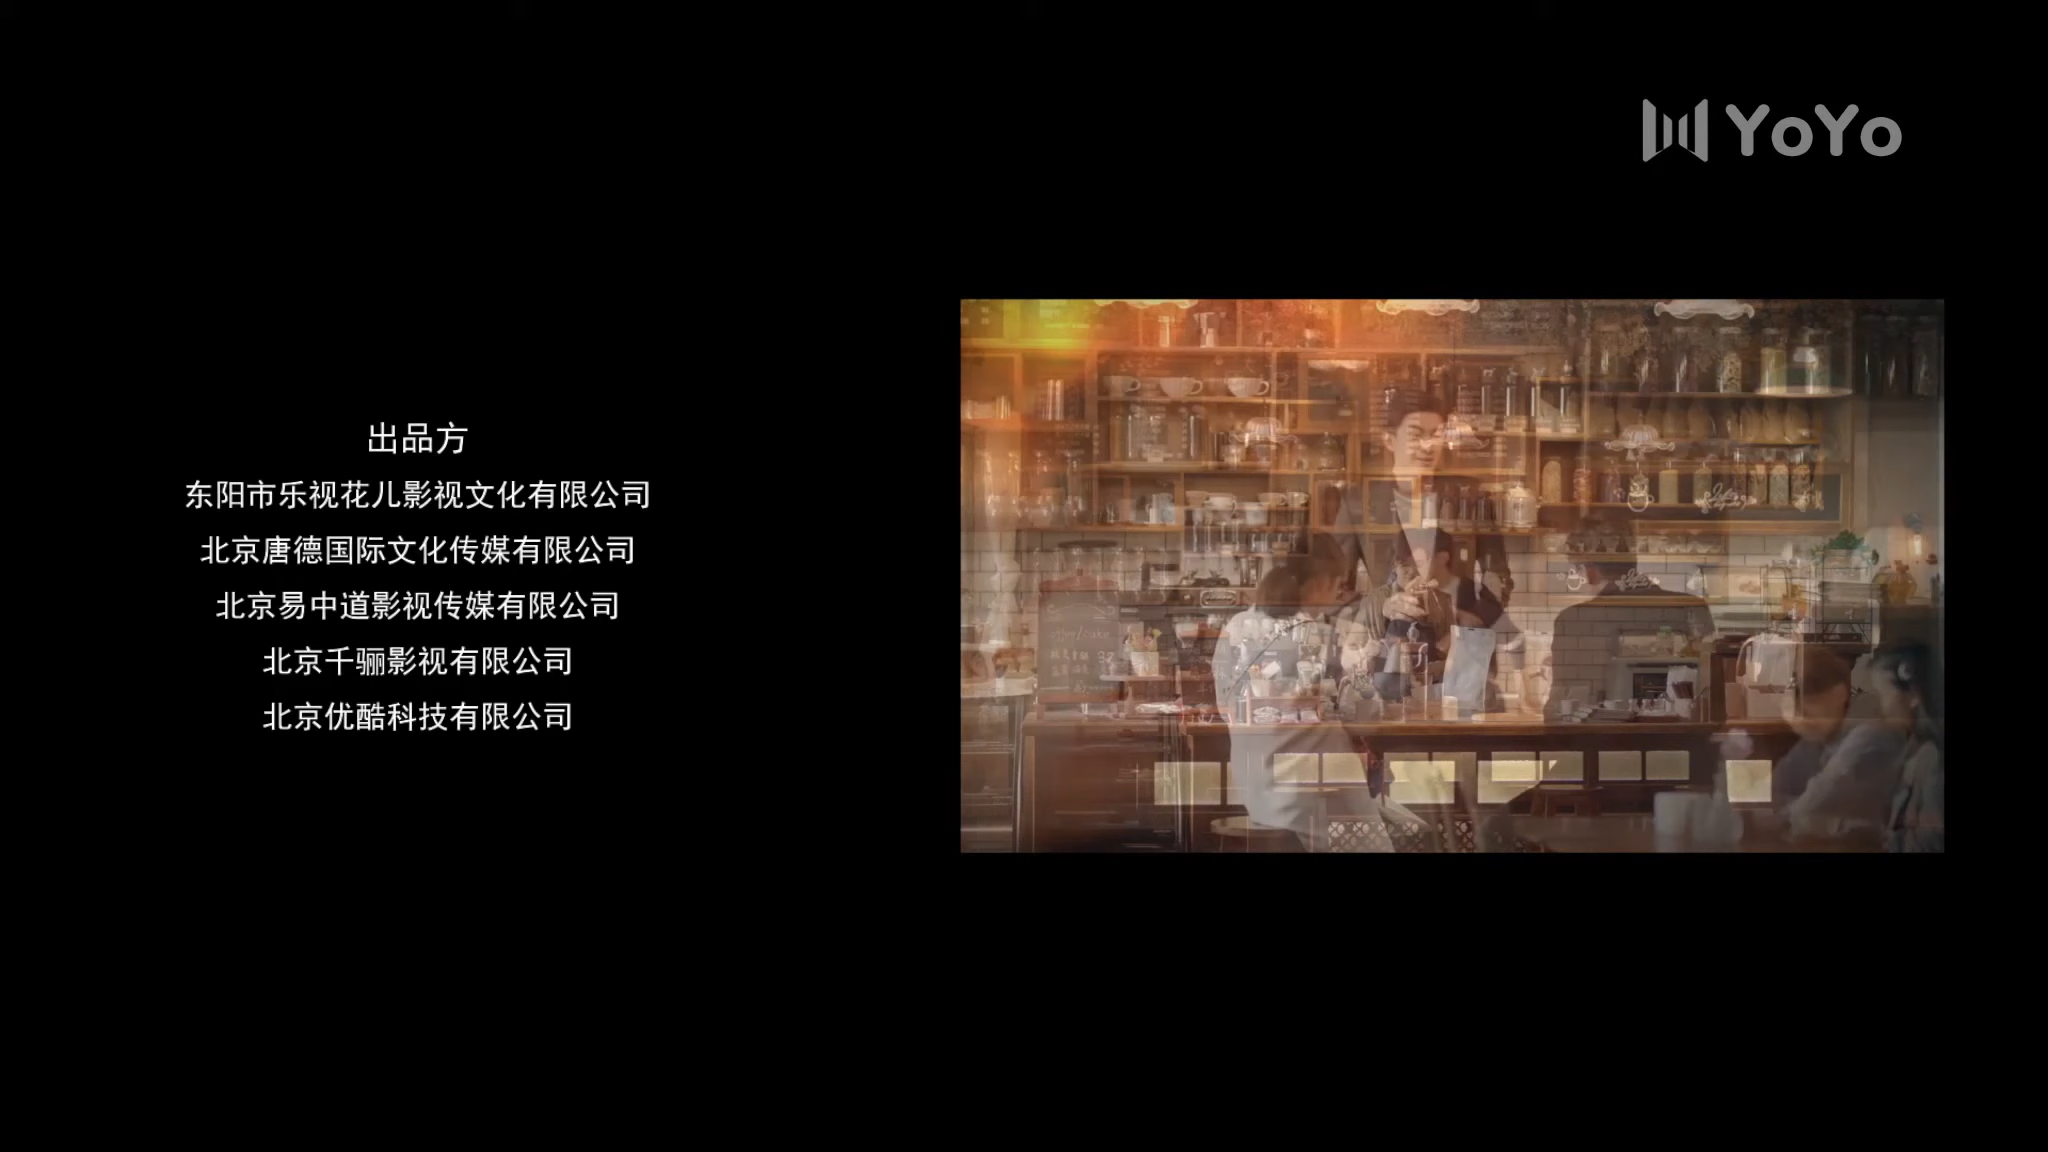 YoYo
出品方
东阳市乐视花儿影视文化有限公司
北京唐德国际文化传媒有限公司
北京易中道影视传媒有限公司
北京千骊影视有限公司
北京优酷科技有限公司